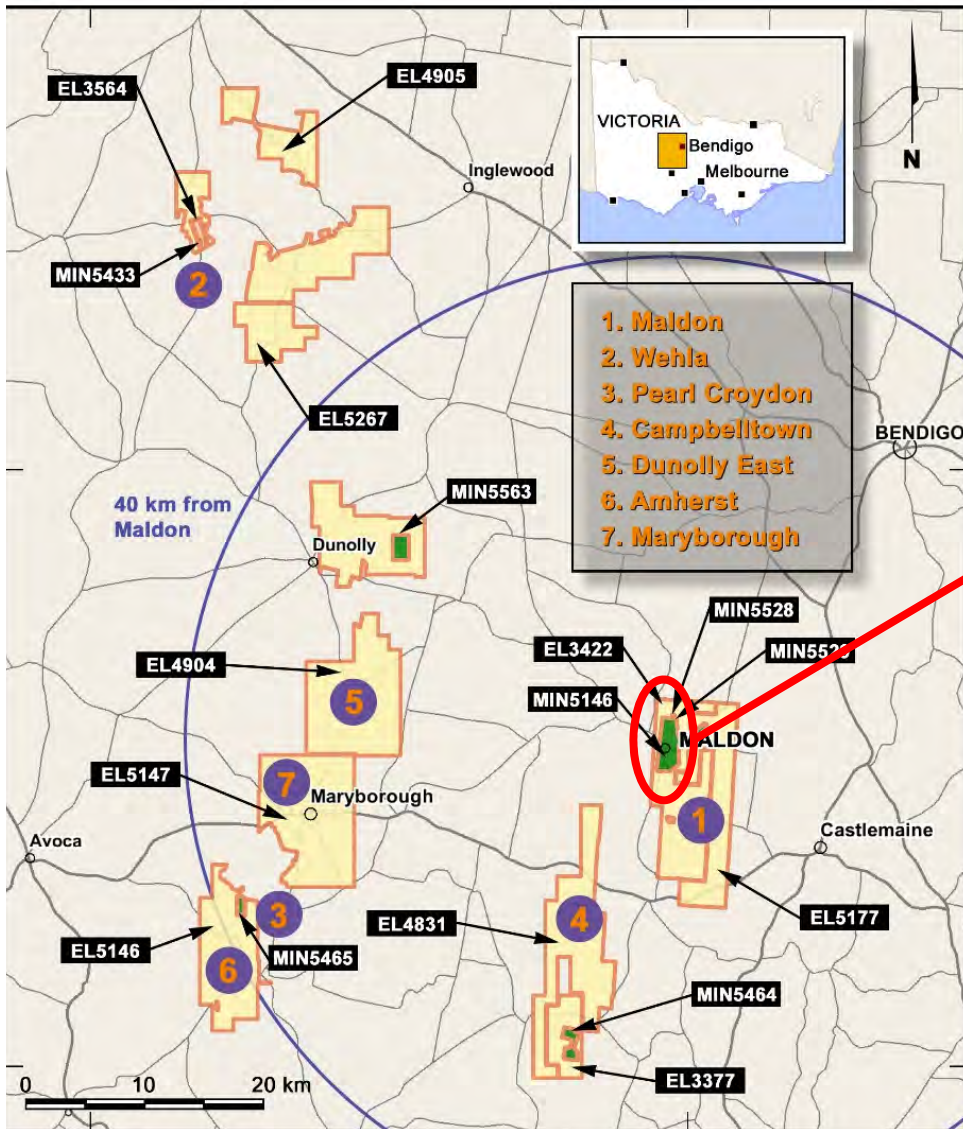 EL4905
EL3564
VICTORIA
Bendigo
Melbourne
N
Inglewood
MIN5433
2
1. Maldon
2. Wehla
3. Pearl Croydon
4. Campbelltown
5. Dunolly East
6. Amherst
7. Maryborough
EL5267
BENDIGO
40 km from
Maldon
MIN5563
Dunolly
MIN5528
EL3422
EL4904
MIN5146
5
MALDON
EL5147
7
Maryborough
1
Avoca
Castlemaine
3
4
EL4831
EL5177
EL5146
MIN5465
6
MIN5464
EL3377
0
10
20 km